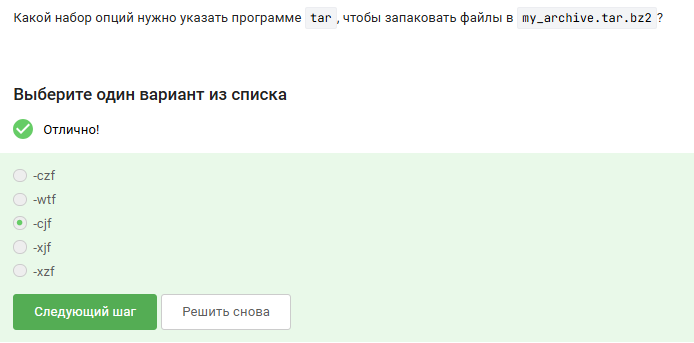 Какой набор опций нужно указать программе tar, чтобы запаковать файлы в my_archive.tar.bz2?
Выберите один вариант из списка
Отлично!
-czf
-wtf
-cjf
-xjf
-xzf
Следующий шаг
Решить снова